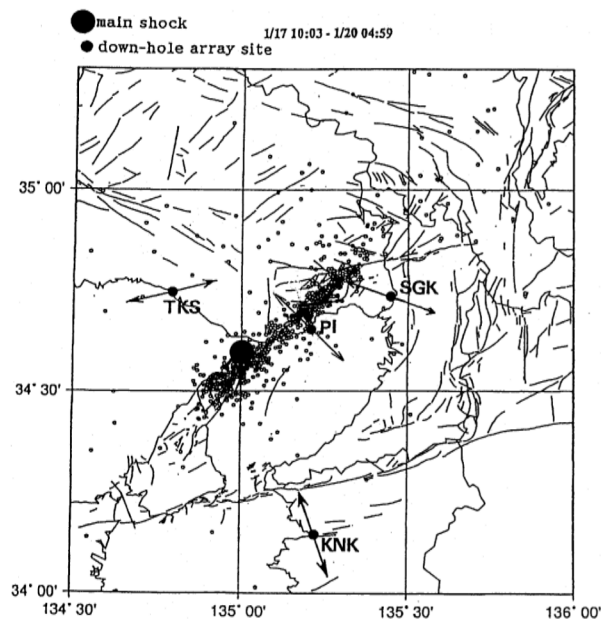 main shock
1/17 10:03 - 1/20 04:59
down-hole array site
35° 00'
SGK
TKS
PI
34° 30'
KNK
34° 00'
134° 30' 135° 00' 135° 30' 136° 00'